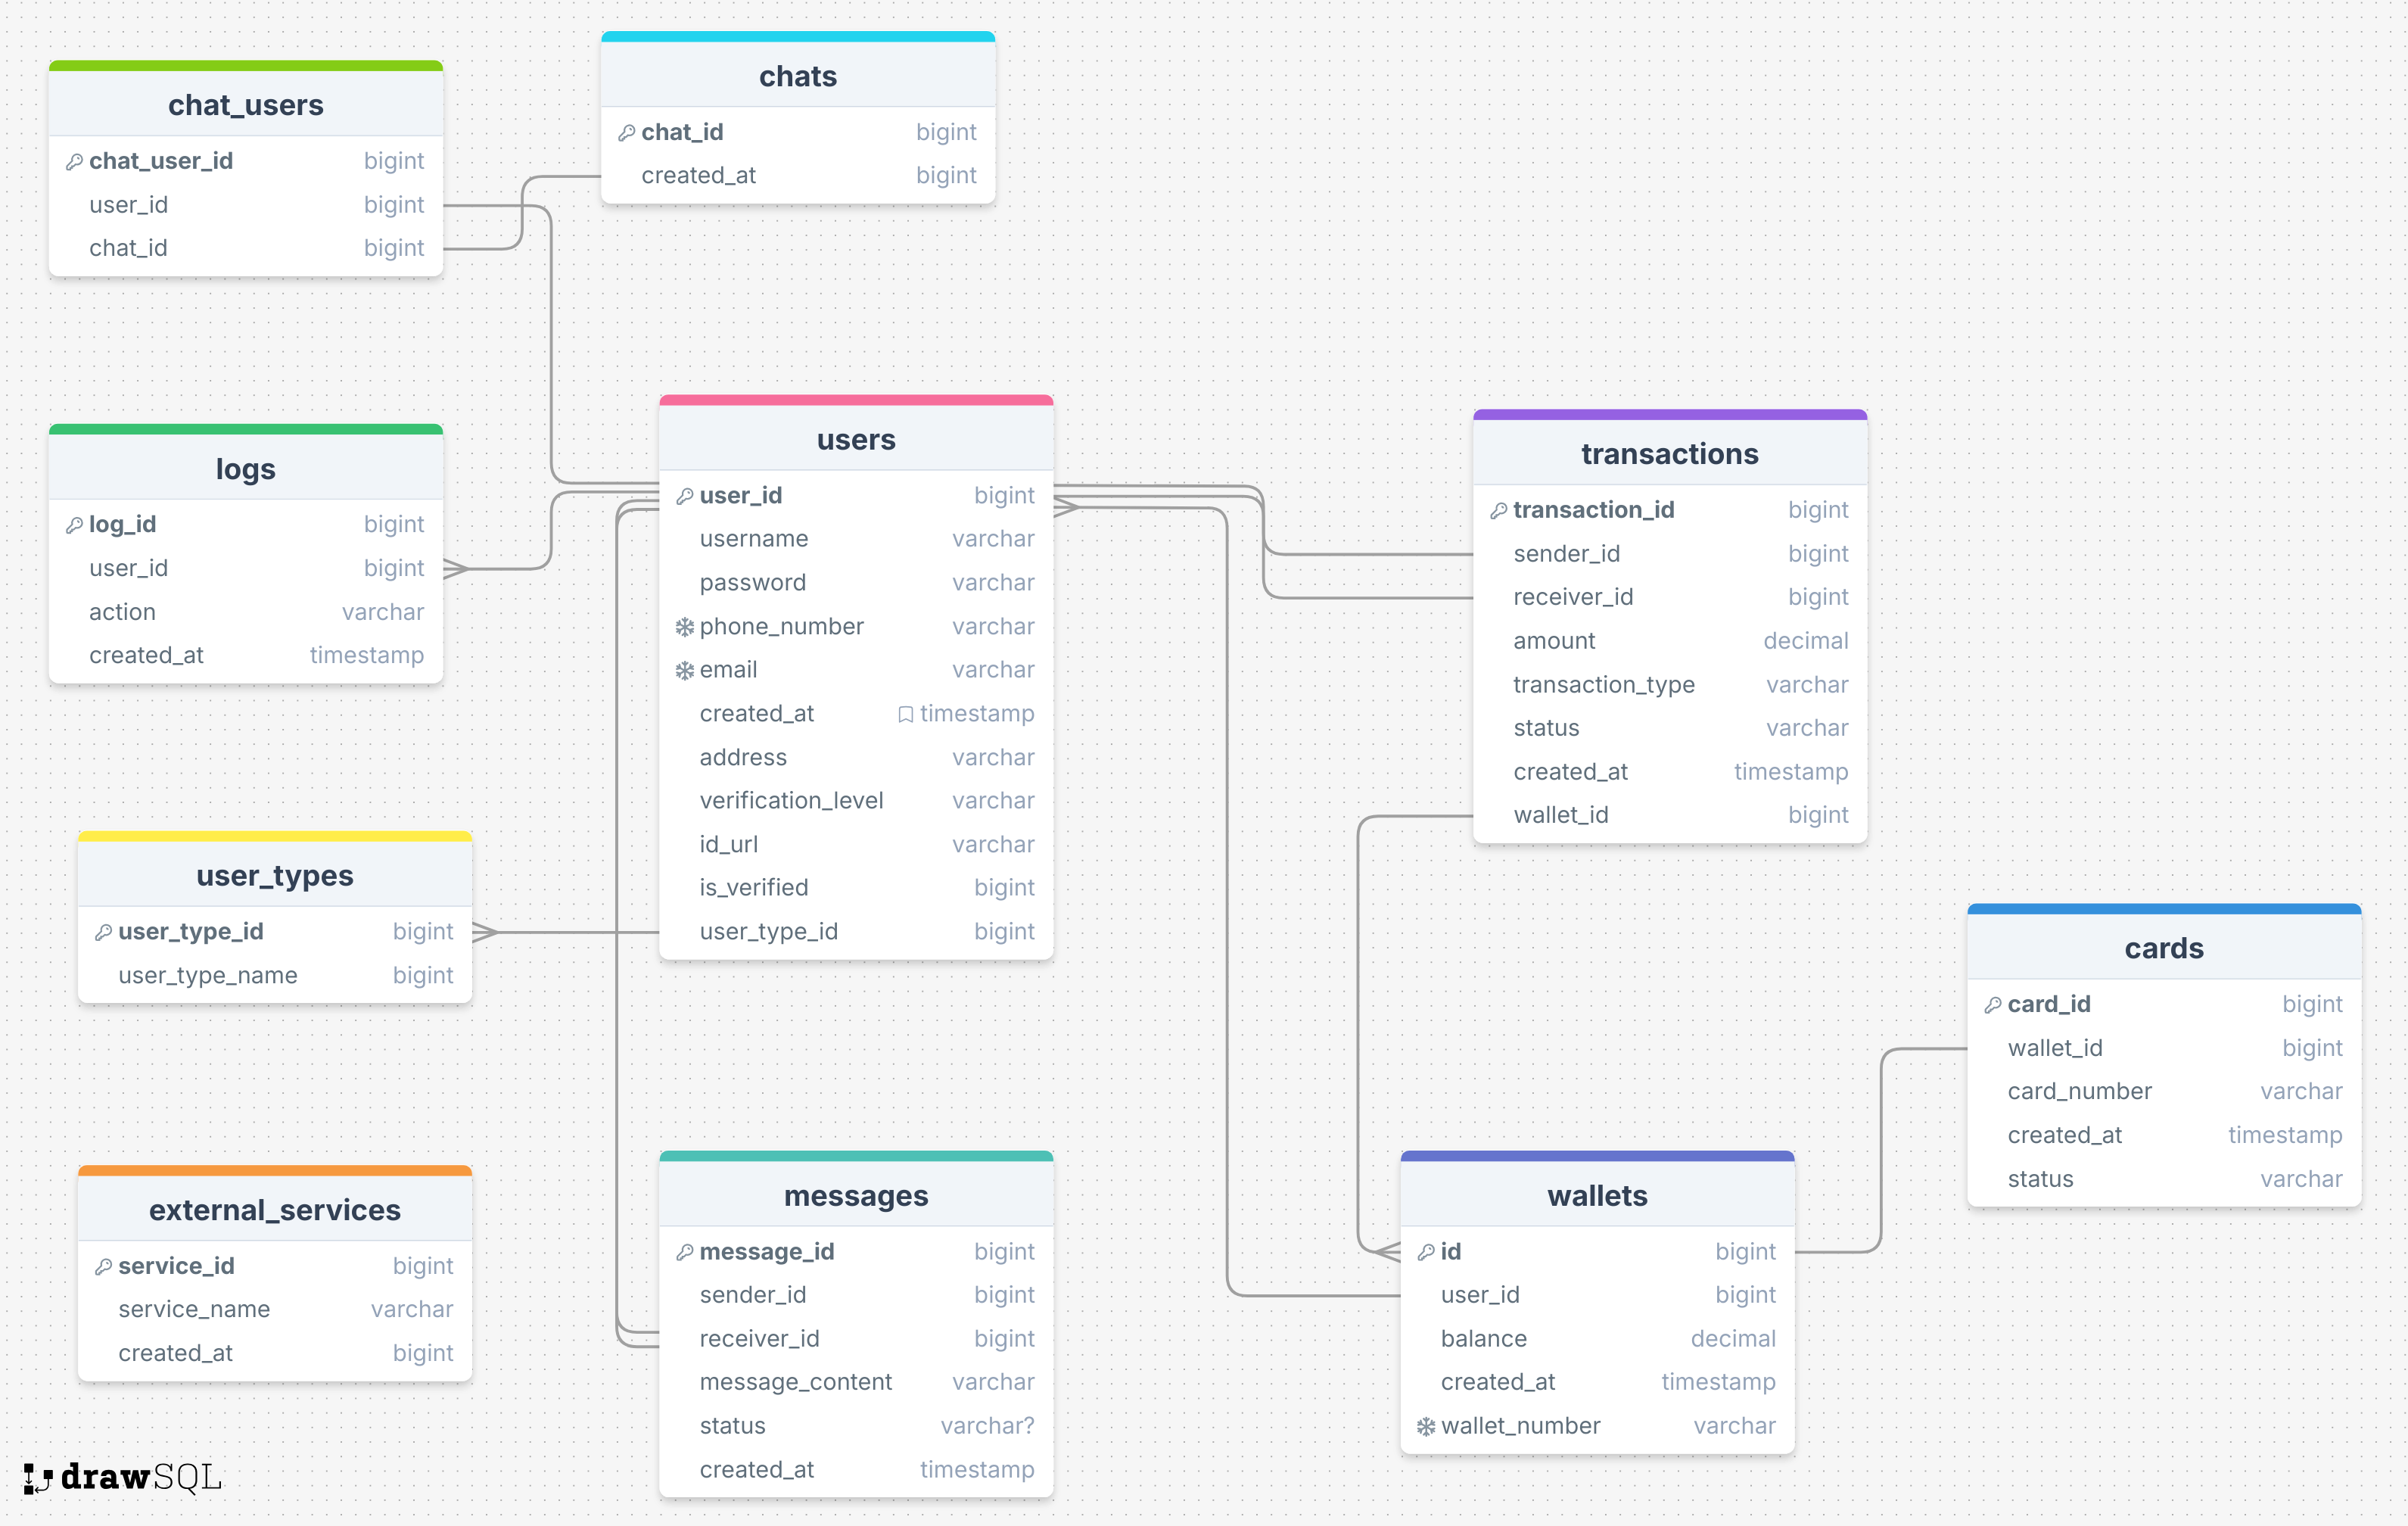 chat_users
chat_user_id bigint
user_id bigint
chat_id bigint
chats
chat_id bigint
created_at bigint
logs
log_id bigint
user_id bigint
action varchar
created_at timestamp
users
user_id bigint
username varchar
password varchar
phone_number varchar
email varchar
created_at timestamp
address varchar
verification_level varchar
id_url varchar
is_verified bigint
user_type_id bigint
transactions
transaction_id bigint
sender_id bigint
receiver_id bigint
amount decimal
transaction_type varchar
status varchar
created_at timestamp
wallet_id bigint
user_types
user_type_id bigint
user_type_name bigint
cards
card_id bigint
wallet_id bigint
card_number varchar
created_at timestamp
status varchar
external_services
service_id bigint
service_name varchar
created_at bigint
messages
message_id bigint
sender_id bigint
receiver_id bigint
message_content varchar
status varchar?
created_at timestamp
wallets
id bigint
user_id bigint
balance decimal
created_at timestamp
wallet_number varchar
drawSQL